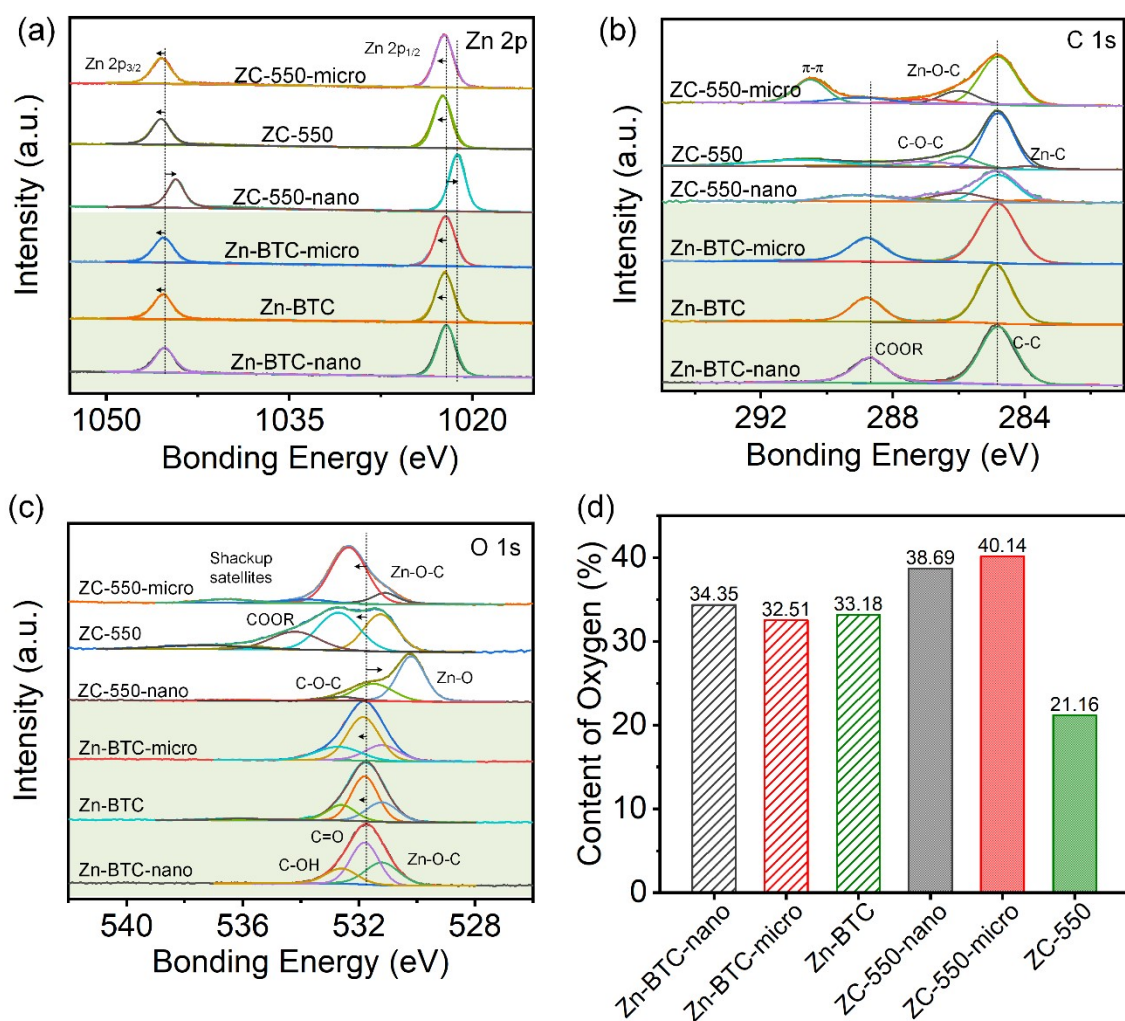 (a)
Zn 2p
Zn 2p3/2
Zn 2p1/2
ZC-550-micro
ZC-550
ZC-550-nano
Zn-BTC-micro
Zn-BTC
Zn-BTC-nano
Intensity (a.u.)
1050 1035 1020
Bonding Energy (eV)
(b)
C 1s
π-π
Zn-O-C
ZC-550-micro
ZC-550
C-O-C
Zn-C
ZC-550-nano
Zn-BTC-micro
Zn-BTC
COOR
C-C
Zn-BTC-nano
Intensity (a.u.)
292 288 284
Bonding Energy (eV)
(c)
O 1s
Shackup
satellites
Zn-O-C
ZC-550-micro
COOR
ZC-550
C-O-C
Zn-O
ZC-550-nano
Zn-BTC-micro
Zn-BTC
C=O
C-OH
Zn-O-C
Zn-BTC-nano
Intensity (a.u.)
540 536 532 528
Bonding Energy (eV)
(d)
Content of Oxygen (%)
40
30
20
10
0
34.35
32.51
33.18
38.69
40.14
21.16
Zn-BTC-nano
Zn-BTC-micro
Zn-BTC
ZC-550-nano
ZC-550-micro
ZC-550